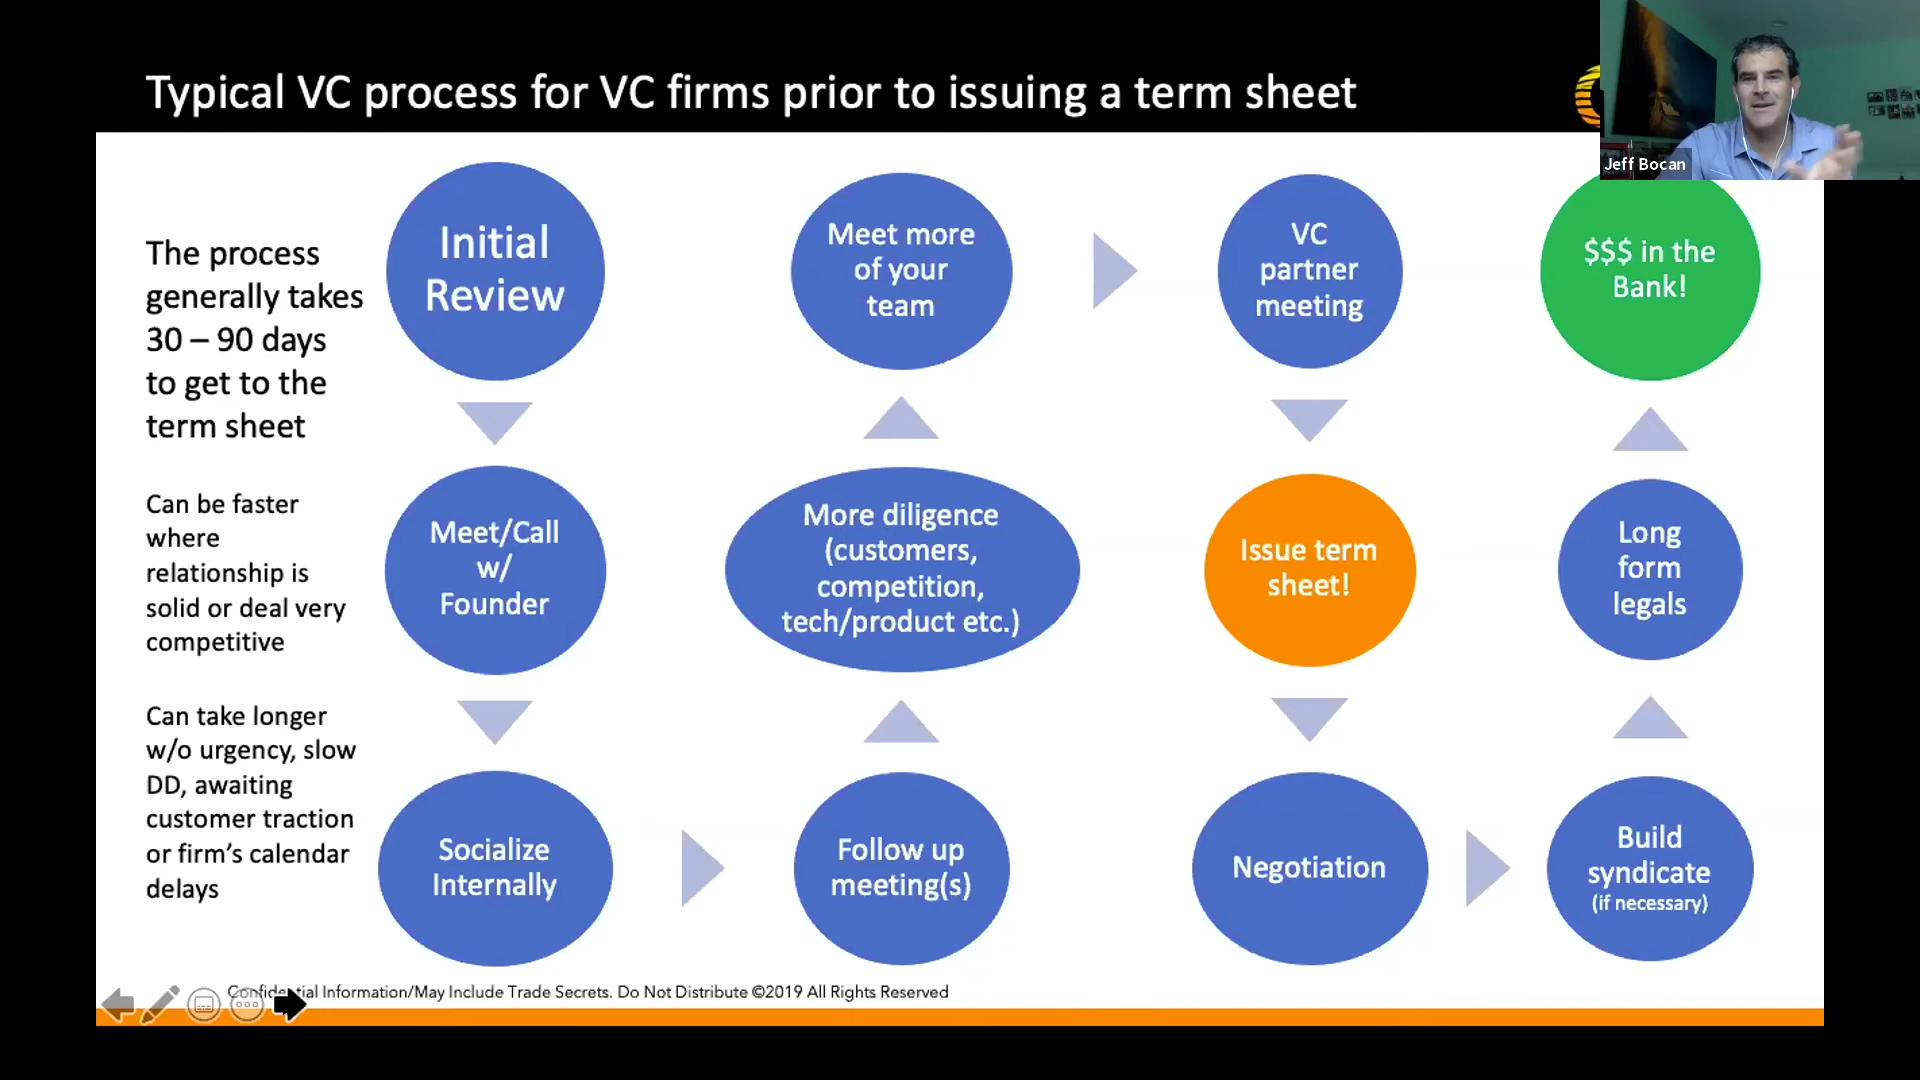 Typical VC process for VC firms prior to issuing a term sheet
Jeff Bocan
The process
generally takes
30 – 90 days
to get to the
term sheet
Can be faster
where
relationship is
solid or deal very
competitive
Can take longer
w/o urgency, slow
DD, awaiting
customer traction
or firm's calendar
delays
Initial
Review
Meet/Call
w/
Founder
Socialize
Internally
Follow up
meeting(s)
More diligence
(customers,
competition,
tech/product etc.)
Meet more
of your
team
VC
partner
meeting
Issue term
sheet!
Negotiation
Build
syndicate
(if necessary)
Long
form
legals
$$$ in the
Bank!
Confidential Information/May Include Trade Secrets. Do Not Distribute ©2019 All Rights Reserved